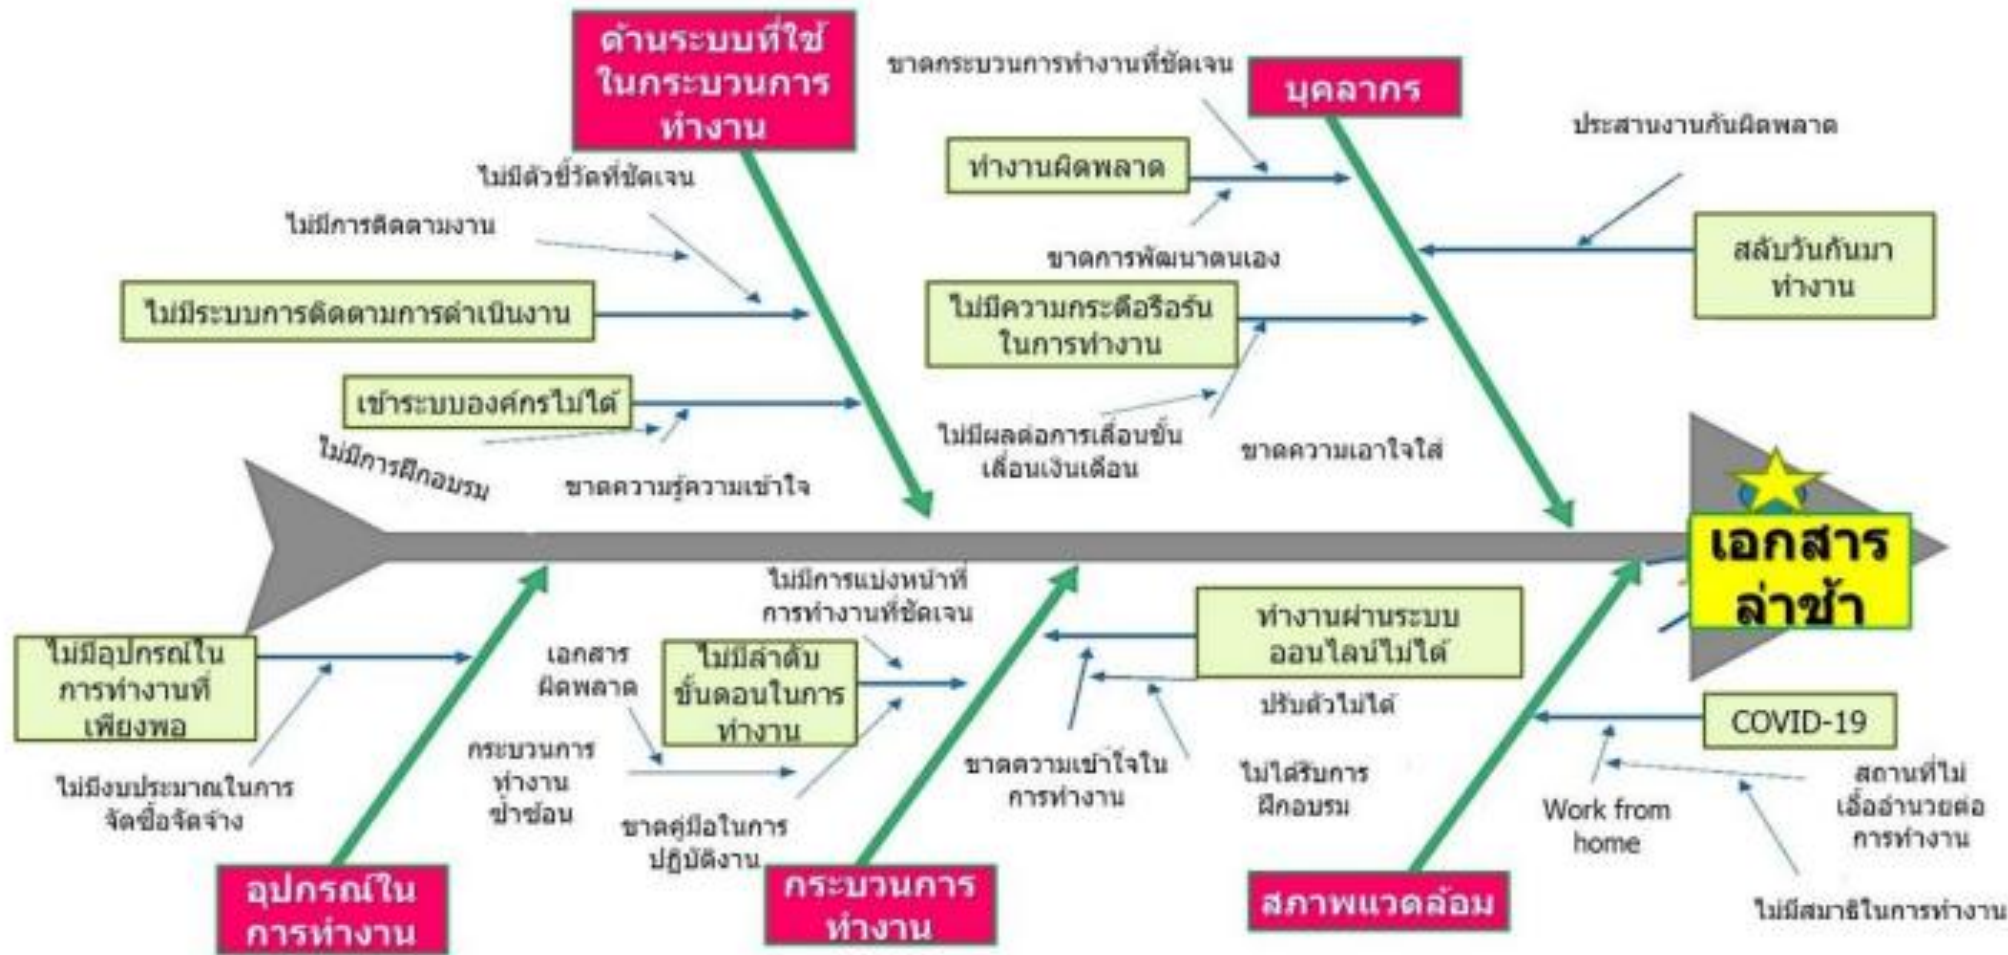 ด้านระบบที่ใช้
ในกระบวนการ
ทำงาน
ขาดกระบวนการทำงานที่ชัดเจน
บุคลากร
ประสานงานกันผิดพลาด
ทำงานผิดพลาด
ไม่มีตัวชี้วัดที่ชัดเจน
ไม่มีการติดตามงาน
ขาดการพัฒนาตนเอง
สลับวันกันมา
ทำงาน
ไม่มีระบบการติดตามการดำเนินงาน
ไม่มีความกระตือรือร้น
ในการทำงาน
เข้าระบบองค์กรไม่ได้
ไม่มีการฝึกอบรม
ขาดความรู้ความเข้าใจ
ไม่มีผลต่อการเลื่อนขั้น
เลื่อนเงินเดือน
ขาดความเอาใจใส่
เอกสาร
ล่าช้า
ไม่มีการแบ่งหน้าที่
การทำงานที่ชัดเจน
ทำงานผ่านระบบ
ออนไลน์ไม่ได้
ไม่มีอุปกรณ์ใน
การทำงานที่
เพียงพอ
เอกสาร
ผิดพลาด
ไม่มีลำดับ
ขั้นตอนในการ
ทำงาน
ปรับตัวไม่ได้
COVID-19
ไม่มีงบประมาณในการ
จัดซื้อจัดจ้าง
กระบวนการ
ทำงาน
ซ้ำซ้อน
ขาดคู่มือในการ
ปฏิบัติงาน
ขาดความเข้าใจใน
การทำงาน
ไม่ได้รับการ
ฝึกอบรม
Work from
home
สถานที่ไม่
เอื้ออำนวยต่อ
การทำงาน
ไม่มีสมาธิในการทำงาน
อุปกรณ์ใน
การทำงาน
กระบวนการ
ทำงาน
สภาพแวดล้อม